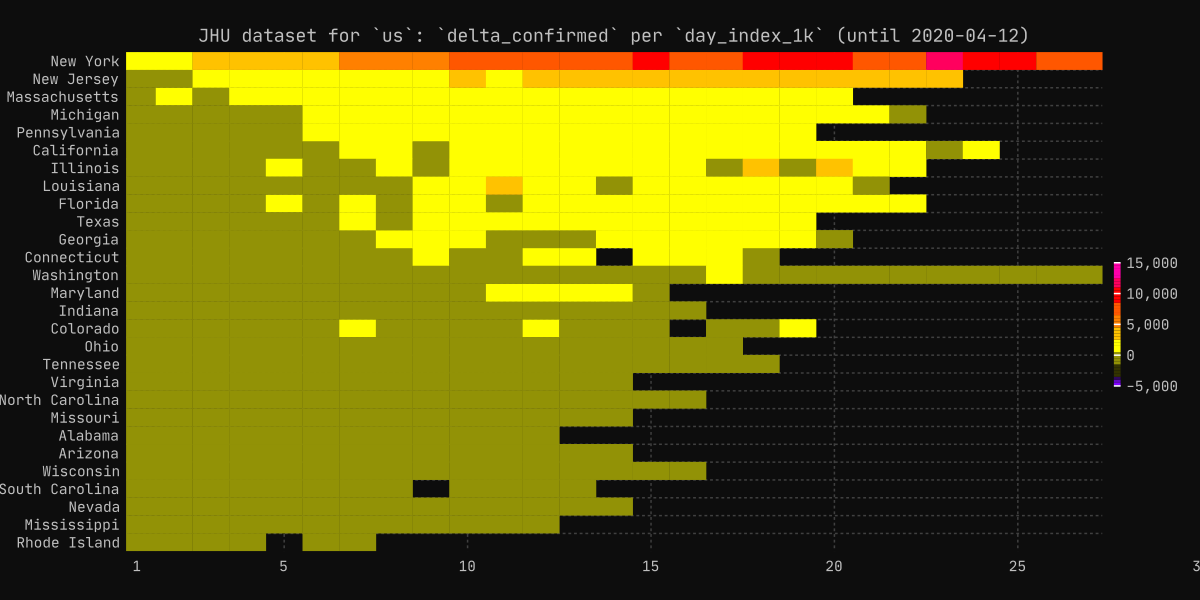 JHU dataset for `us`: `delta_confirmed` per `day_index_1k` (until 2020-04-12)
New York
New Jersey
Massachusetts
Michigan
Pennsylvania
California
Illinois
Louisiana
Florida
Texas
Georgia
Connecticut
Washington
Maryland
Indiana
Colorado
Ohio
Tennessee
Virginia
North Carolina
Missouri
Alabama
Arizona
Wisconsin
South Carolina
Nevada
Mississippi
Rhode Island
15,000
10,000
5,000
0
−5,000
1 5 10 15 20 25 3